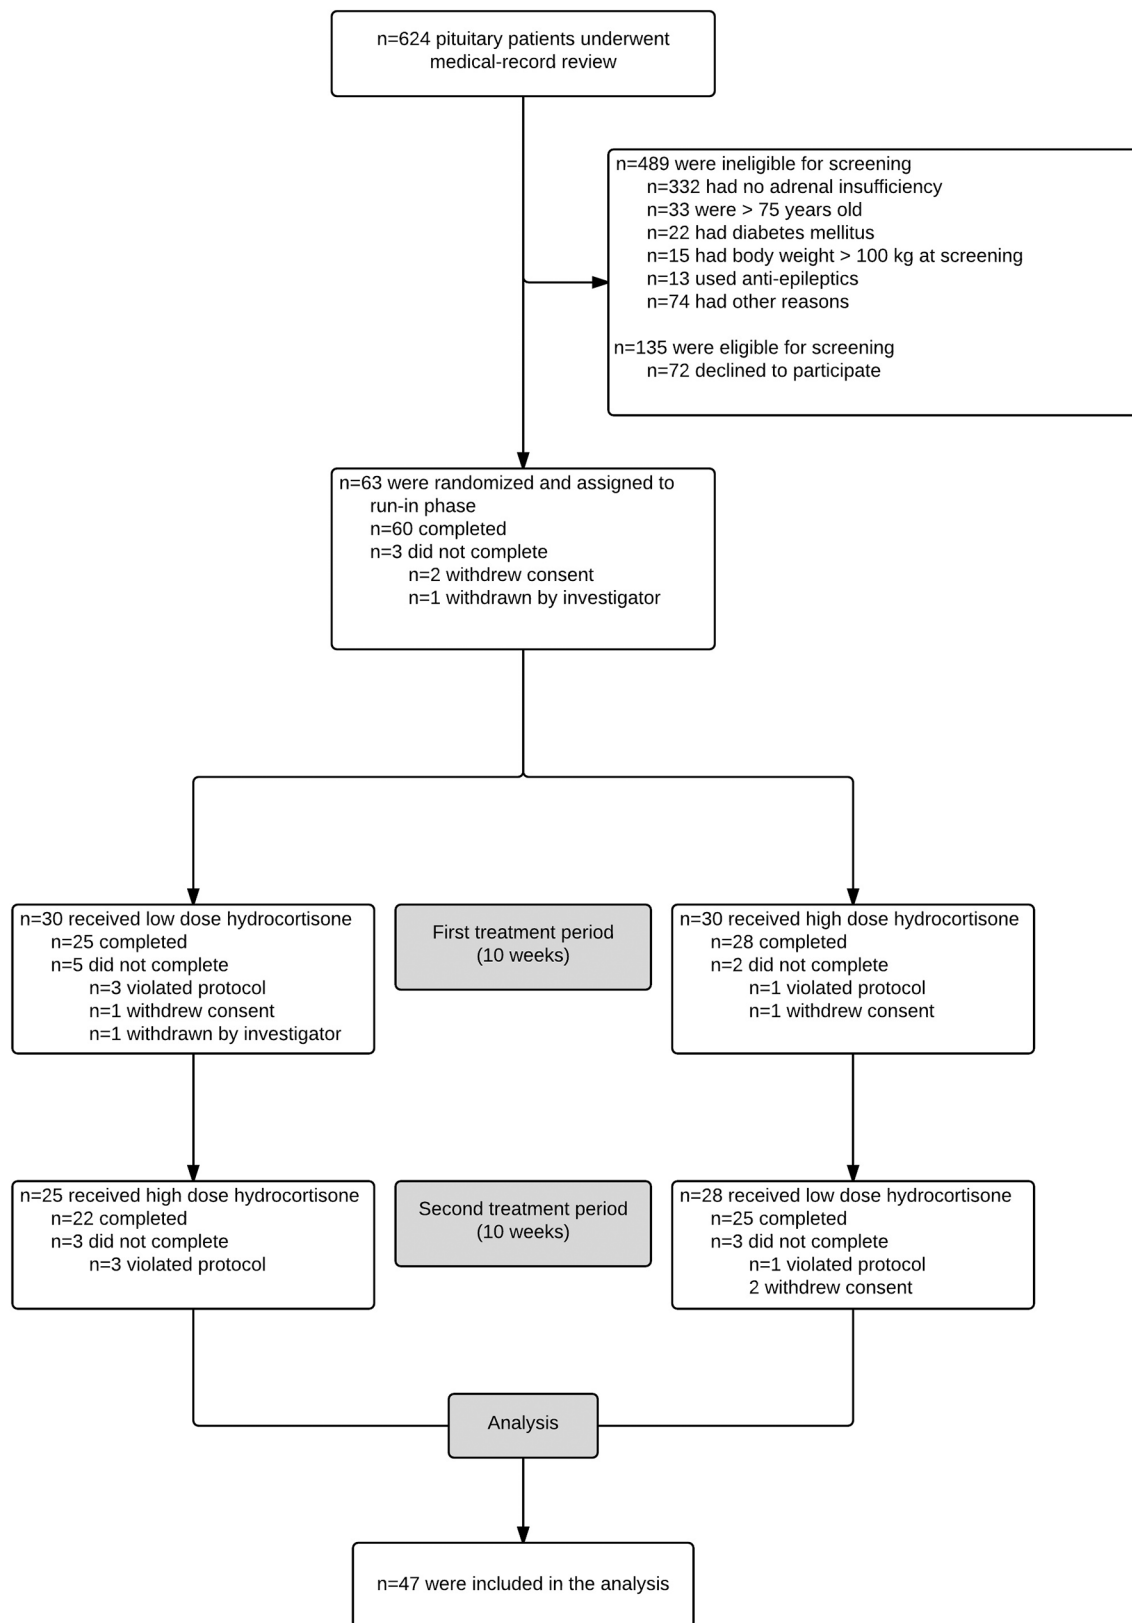 n=624 pituitary patients underwent
medical-record review
n=489 were ineligible for screening
n=332 had no adrenal insufficiency
n=33 were > 75 years old
n=22 had diabetes mellitus
n=15 had body weight > 100 kg at screening
n=13 used anti-epileptics
n=74 had other reasons
n=135 were eligible for screening
n=72 declined to participate
n=63 were randomized and assigned to
run-in phase
n=60 completed
n=3 did not complete
n=2 withdrew consent
n=1 withdrawn by investigator
n=30 received low dose hydrocortisone
n=25 completed
n=5 did not complete
n=3 violated protocol
n=1 withdrew consent
n=1 withdrawn by investigator
First treatment period
(10 weeks)
n=30 received high dose hydrocortisone
n=28 completed
n=2 did not complete
n=1 violated protocol
n=1 withdrew consent
n=25 received high dose hydrocortisone
n=22 completed
n=3 did not complete
n=3 violated protocol
Second treatment period
(10 weeks)
n=28 received low dose hydrocortisone
n=25 completed
n=3 did not complete
n=1 violated protocol
2 withdrew consent
Analysis
n=47 were included in the analysis